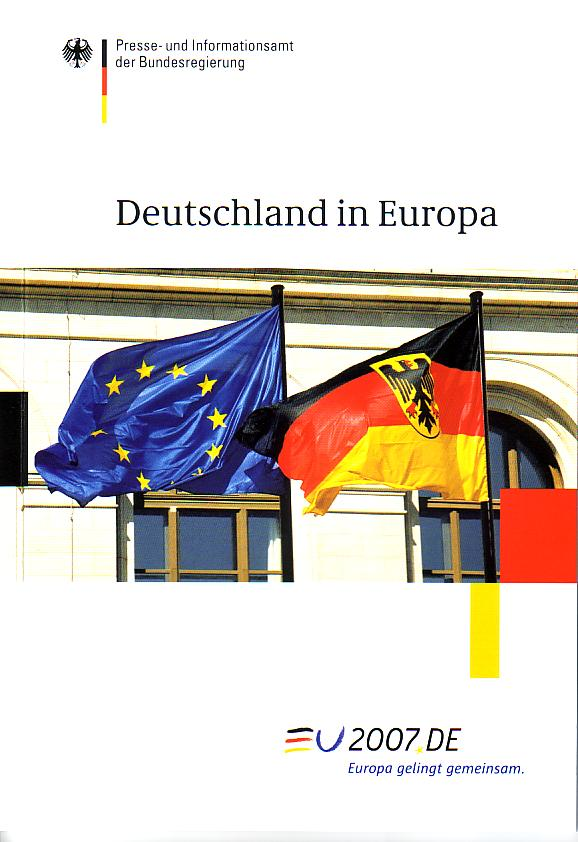 Presse- und Informationsamt
der Bundesregierung
Deutschland in Europa
EU2007.DE
Europa gelingt gemeinsam.